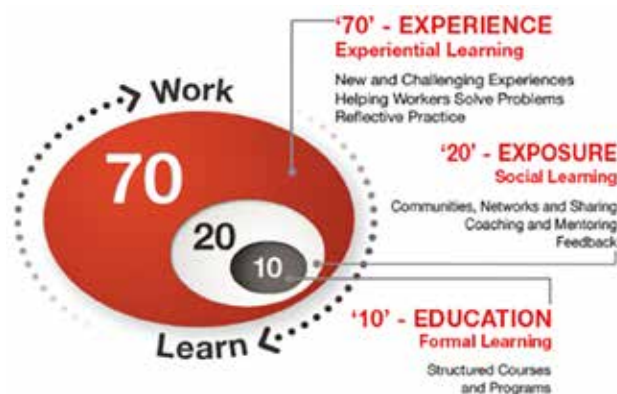 Work
70
20
10
Learn
‘70’ - EXPERIENCE
Experiential Learning
New and Challenging Experiences
Helping Workers Solve Problems
Reflective Practice
‘20’ - EXPOSURE
Social Learning
Communities, Networks and Sharing
Coaching and Mentoring
Feedback
‘10’ - EDUCATION
Formal Learning
Structured Courses
and Programs